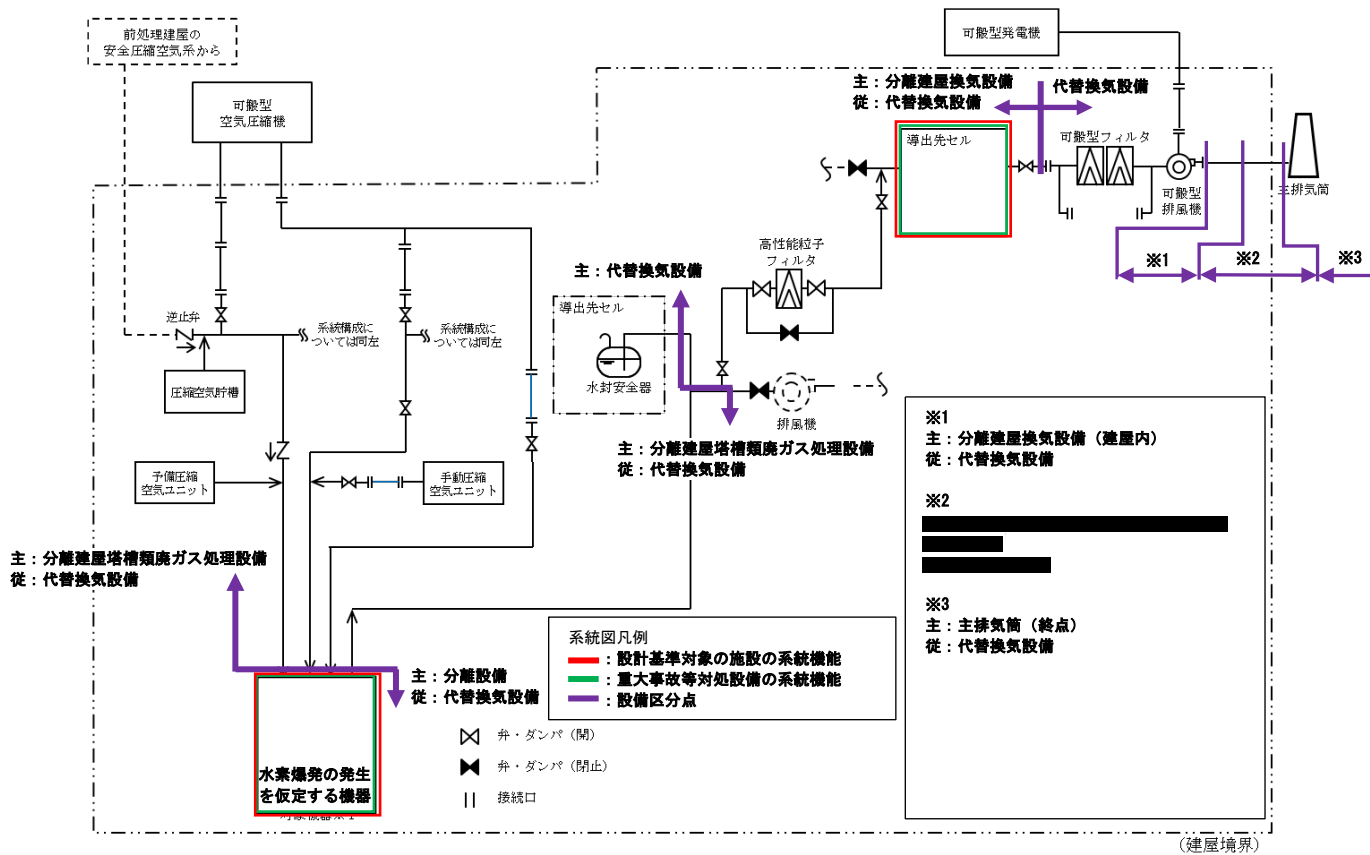 前処理建屋の
安全圧縮空気系から
可搬型
空気圧縮機
可搬型発電機
主：分離建屋換気設備
従：代替換気設備
代替換気設備
導出先セル
可搬型フィルタ
可搬型
排風機
主排気筒
※1
※2
※3
高性能粒子
フィルタ
主：代替換気設備
導出先セル
水封安全器
排風機
逆止弁
系統構成に
ついては同左
系統構成に
ついては同左
圧縮空気貯槽
主：分離建屋塔槽類廃ガス処理設備
従：代替換気設備
予備圧縮
空気ユニット
手動圧縮
空気ユニット
主：分離建屋塔槽類廃ガス処理設備
従：代替換気設備
主：分離設備
従：代替換気設備
水素爆発の発生
を仮定する機器
系統図凡例
：設計基準対象の施設の系統機能
：重大事故等対処設備の系統機能
：設備区分点
弁・ダンパ（開）
弁・ダンパ（閉止）
接続口
※1
主：分離建屋換気設備（建屋内）
従：代替換気設備
※2
※3
主：主排気筒（終点）
従：代替換気設備
（建屋境界）